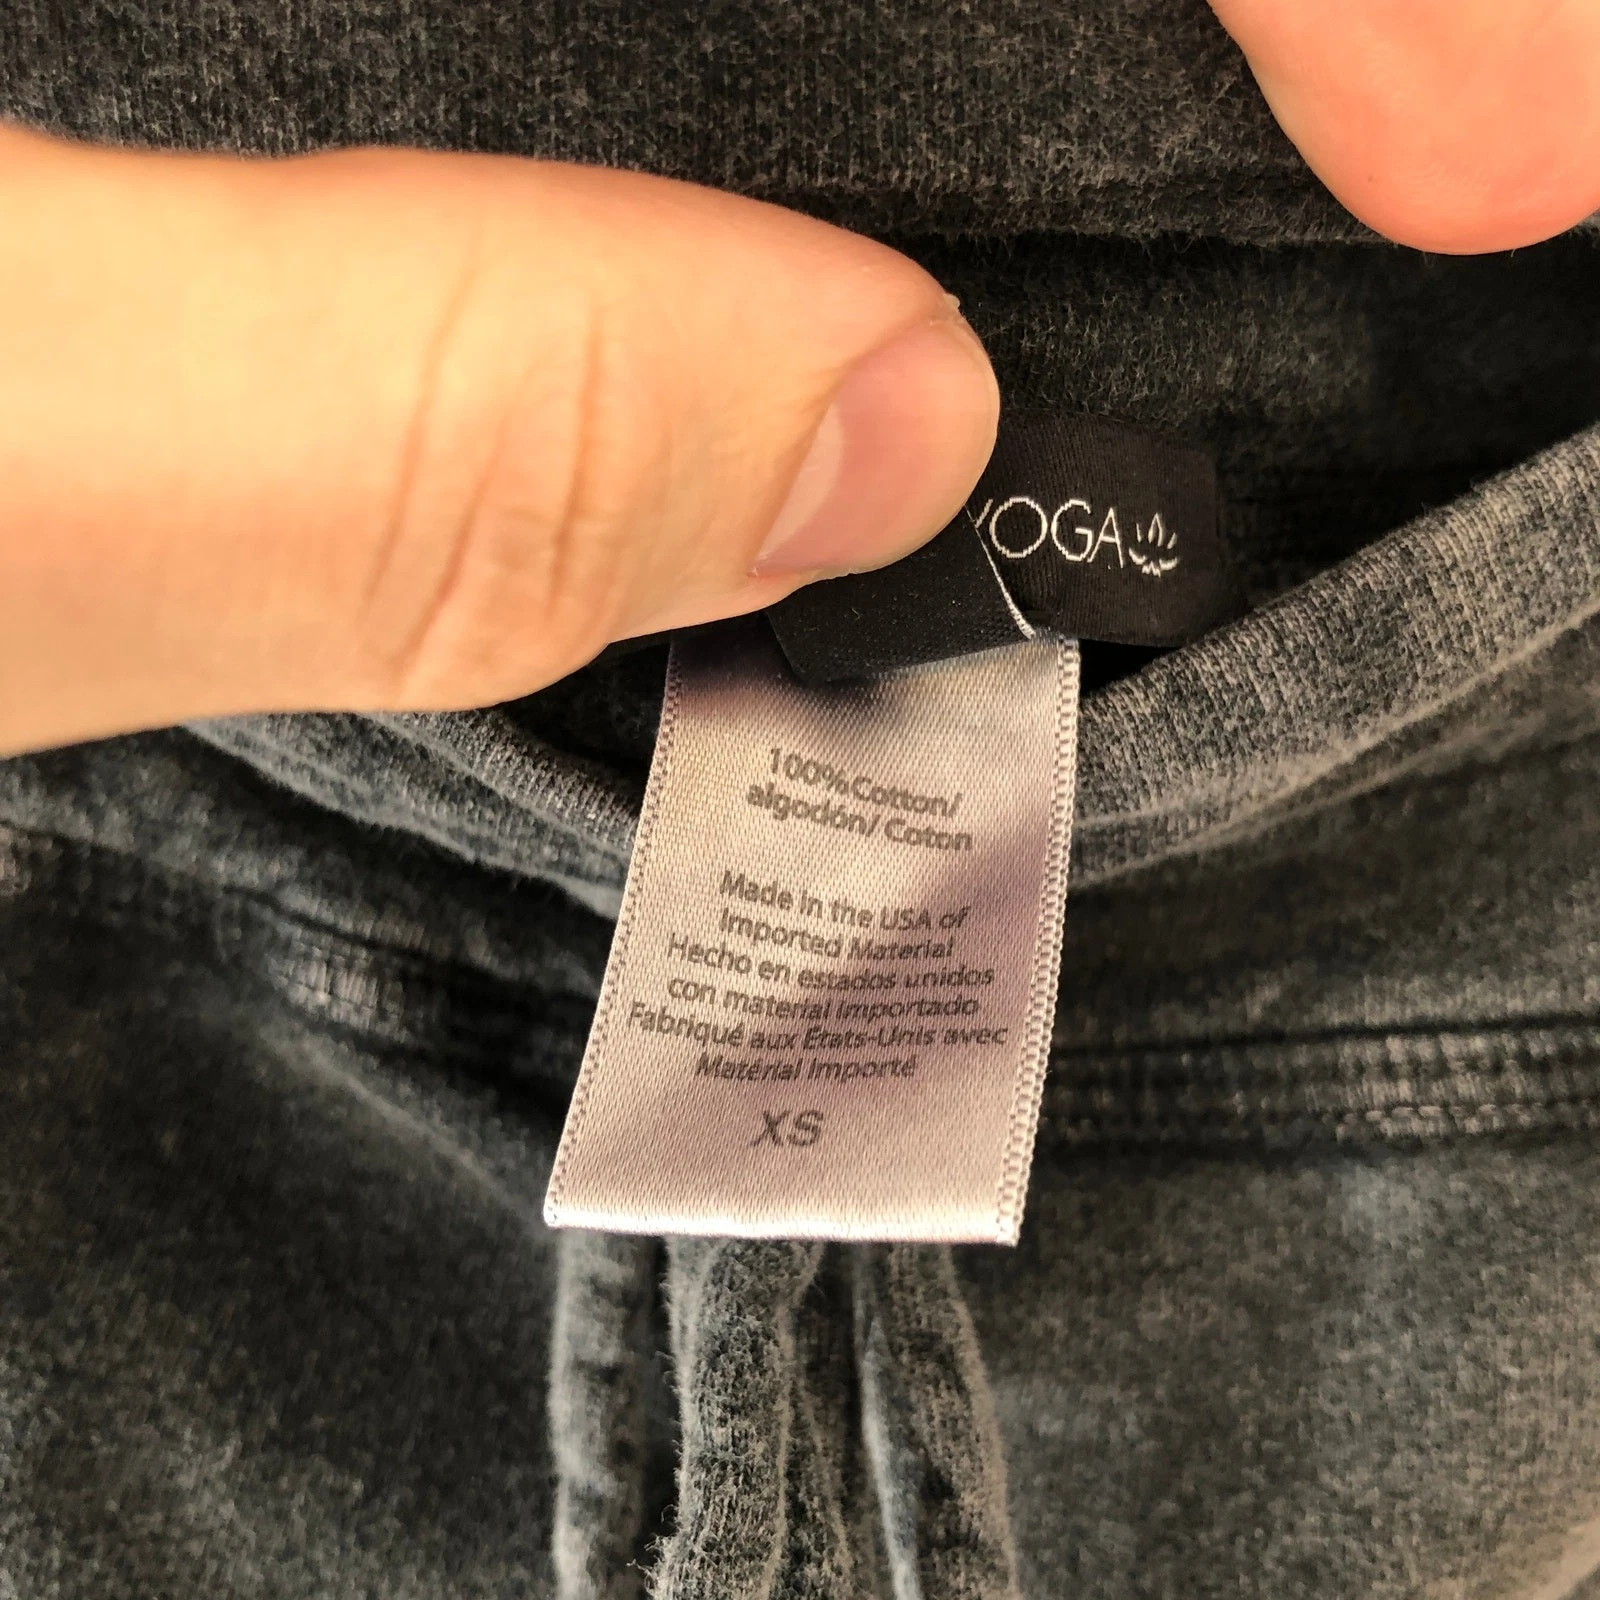 YOGA
100%Cotton/
algodón/ Coton
Made in the USA of
Imported Material
Hecho en estados unidos
con material importado
Fabriqué aux États-Unis avec
Matérial Importé
XS